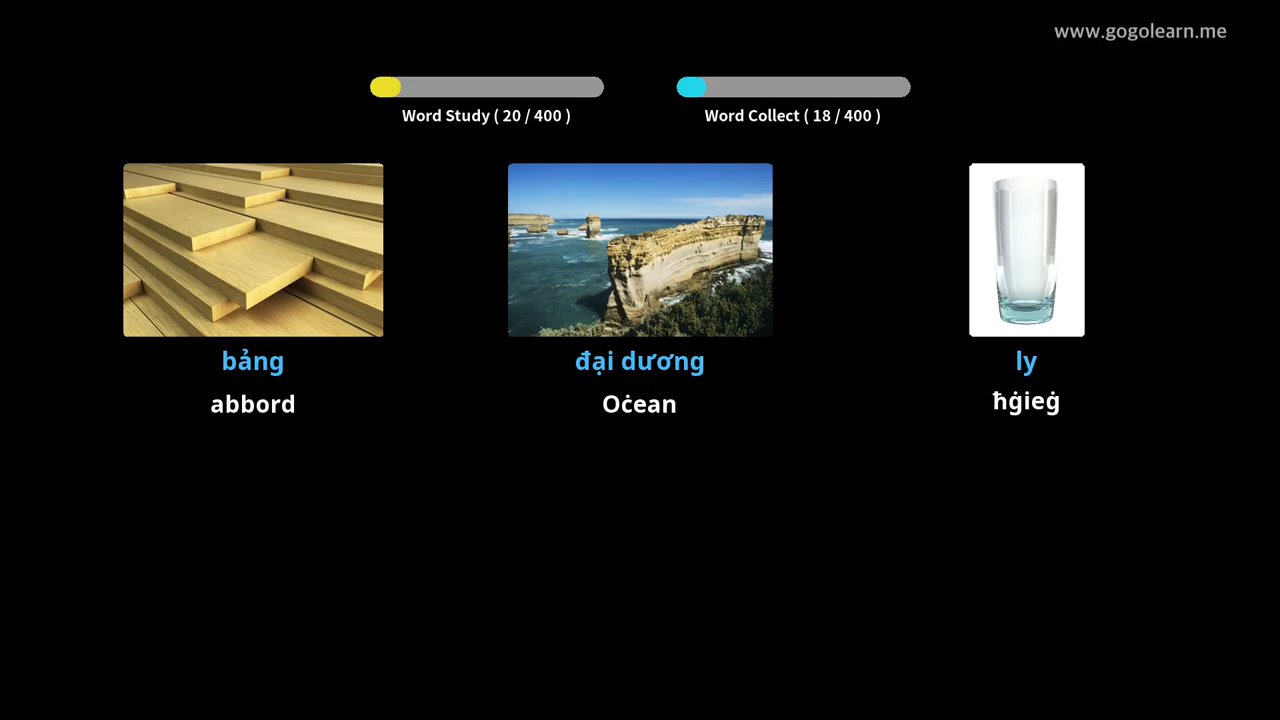 www.gogolearn.me
Word Study ( 20 / 400 )
Word Collect ( 18 / 400 )
bảng
đại dương
ly
abbord
Oċean
ħġieġ